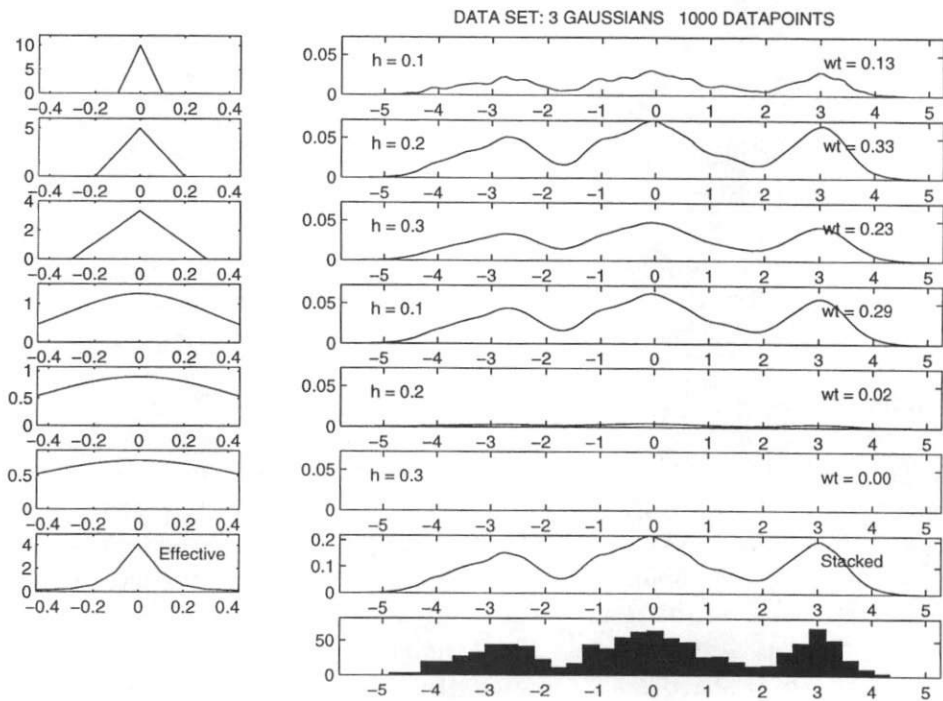 DATA SET: 3 GAUSSIANS 1000 DATAPOINTS
10
5
0
−0.4 −0.2 0 0.2 0.4
0.05
0
h = 0.1
wt = 0.13
−5 −4 −3 −2 −1 0 1 2 3 4 5
5
0
−0.4 −0.2 0 0.2 0.4
0.05
0
h = 0.2
wt = 0.33
−5 −4 −3 −2 −1 0 1 2 3 4 5
4
2
0
−0.4 −0.2 0 0.2 0.4
0.05
0
h = 0.3
wt = 0.23
−5 −4 −3 −2 −1 0 1 2 3 4 5
1
0
−0.4 −0.2 0 0.2 0.4
0.05
0
h = 0.1
wt = 0.29
−5 −4 −3 −2 −1 0 1 2 3 4 5
1
0.5
0
−0.4 −0.2 0 0.2 0.4
0.05
0
h = 0.2
wt = 0.02
−5 −4 −3 −2 −1 0 1 2 3 4 5
1
0.5
0
−0.4 −0.2 0 0.2 0.4
0.05
0
h = 0.3
wt = 0.00
−5 −4 −3 −2 −1 0 1 2 3 4 5
4
2
0
Effective
−0.4 −0.2 0 0.2 0.4
0.2
0.1
0
Stacked
−5 −4 −3 −2 −1 0 1 2 3 4 5
50
0
−5 −4 −3 −2 −1 0 1 2 3 4 5